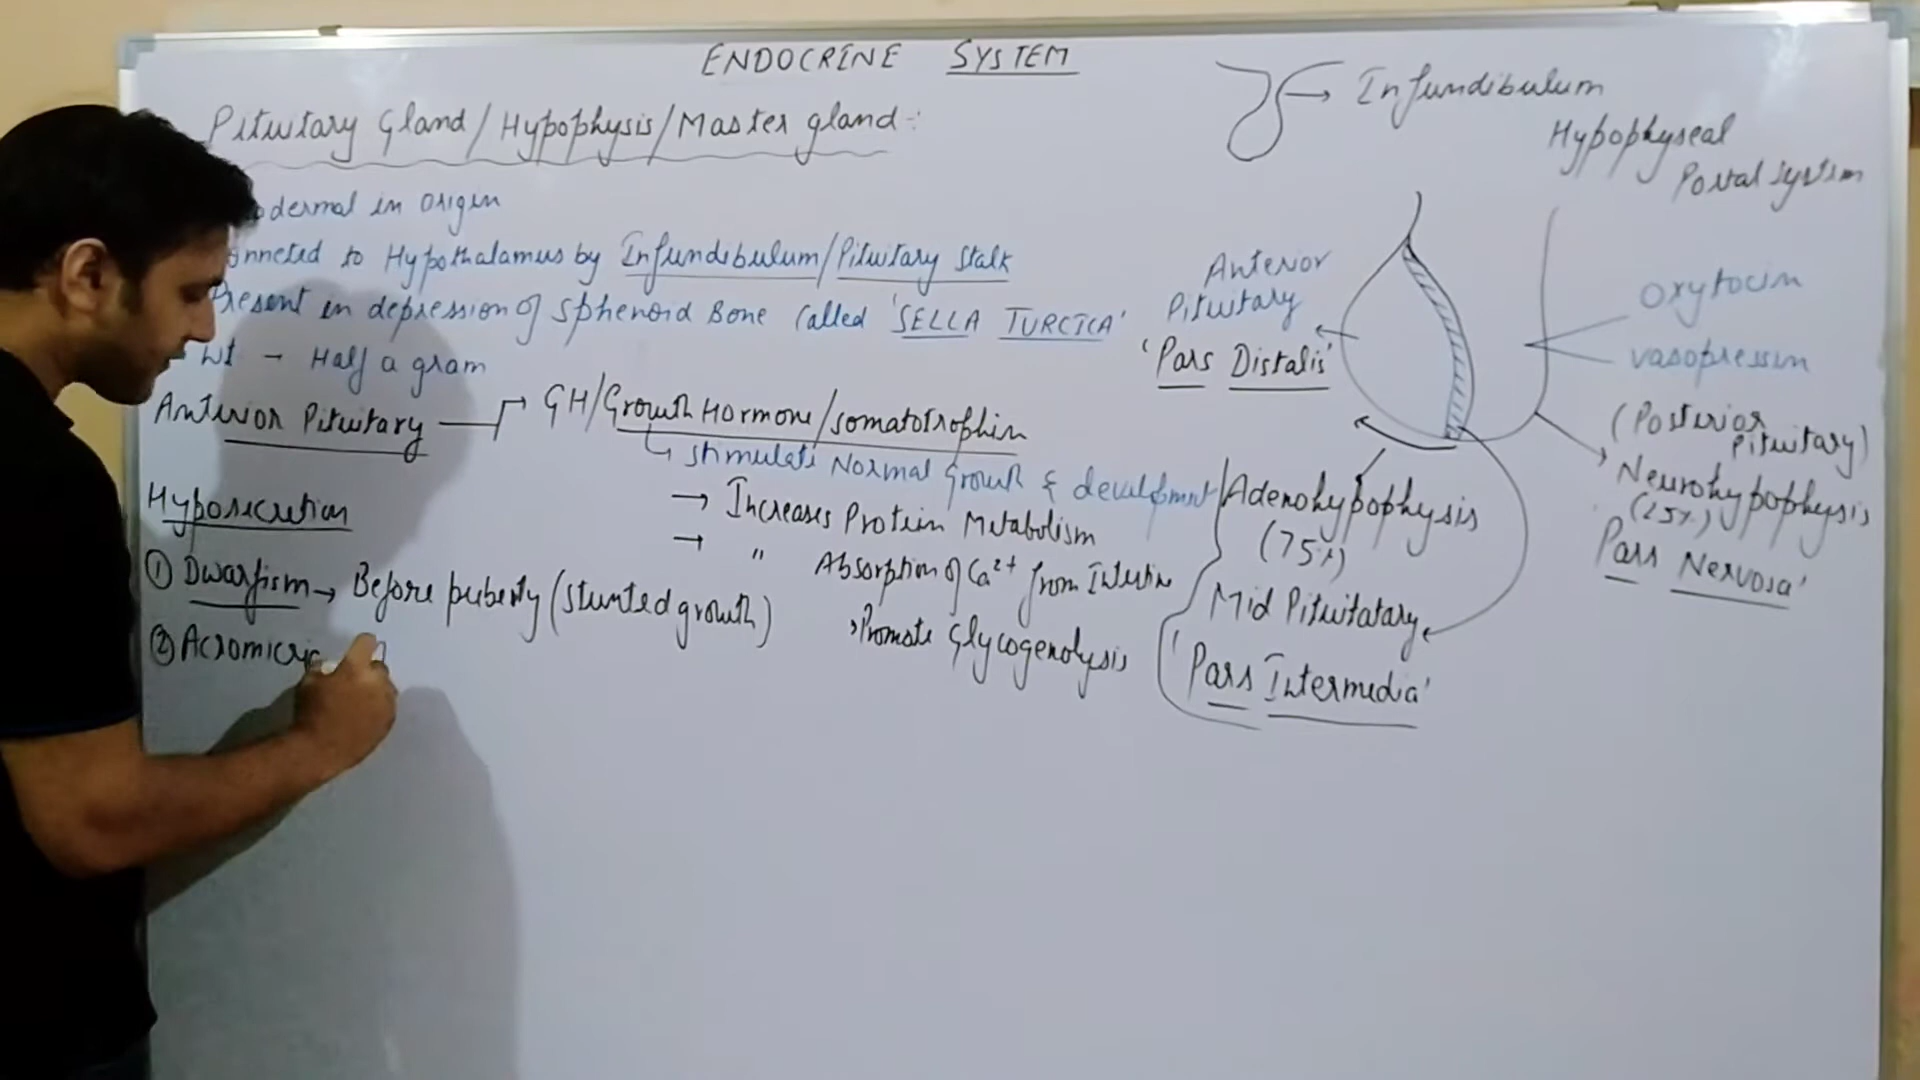 ENDOCRINE SYSTEM
Pituitary Gland/Hypophysis/Master gland:
odermal in origin
nneted to Hypothalamus by Infundibulum/Pituitary Stalk
Present in depression of Sphenoid Bone Called 'SELLA TURCICA'
Wt - Half a gram
Anterior Pituitary → GH/Growth Hormone/Somatotrophin
↳ stimulate Normal Growth & development
→ Increases Protein Metabolism
→ " Absorption of Ca²⁺ from Intestine
→ Promote Glycogenolysis
Hyposecretion
① Dwarfism → Before puberty (stunted growth)
② Acromicri
→ Infundibulum
Hypophyseal
Portal system
Anterior
Pituitary
'Pars Distalis'
Oxytocin
vasopressin
(Posterior
Pituitary)
Neurohypophysis
(25%)
'Pars Nervosa'
Adenohypophysis
(75%)
Mid Pituitatary
'Pars Intermedia'